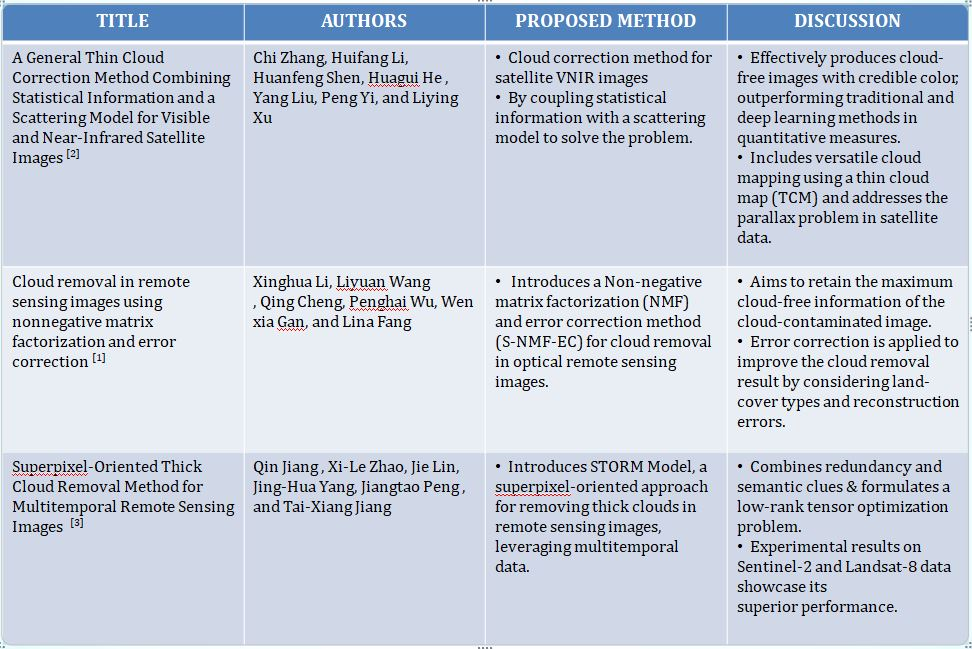 TITLE
AUTHORS
PROPOSED METHOD
DISCUSSION
A General Thin Cloud
Correction Method Combining
Statistical Information and a
Scattering Model for Visible
and Near-Infrared Satellite
Images [2]
Chi Zhang, Huifang Li,
Huanfeng Shen, Huagui He ,
Yang Liu, Peng Yi, and Liying
Xu
• Cloud correction method for
satellite VNIR images
• By coupling statistical
information with a scattering
model to solve the problem.
• Effectively produces cloud-
free images with credible color,
outperforming traditional and
deep learning methods in
quantitative measures.
• Includes versatile cloud
mapping using a thin cloud
map (TCM) and addresses the
parallax problem in satellite
data.
Cloud removal in remote
sensing images using
nonnegative matrix
factorization and error
correction [1]
Xinghua Li, Liyuan Wang
, Qing Cheng, Penghai Wu, Wen
xia Gan, and Lina Fang
• Introduces a Non-negative
matrix factorization (NMF)
and error correction method
(S-NMF-EC) for cloud removal
in optical remote sensing
images.
• Aims to retain the maximum
cloud-free information of the
cloud-contaminated image.
• Error correction is applied to
improve the cloud removal
result by considering land-
cover types and reconstruction
errors.
Superpixel-Oriented Thick
Cloud Removal Method for
Multitemporal Remote Sensing
Images [3]
Qin Jiang , Xi-Le Zhao, Jie Lin,
Jing-Hua Yang, Jiangtao Peng ,
and Tai-Xiang Jiang
• Introduces STORM Model, a
superpixel-oriented approach
for removing thick clouds in
remote sensing images,
leveraging multitemporal
data.
• Combines redundancy and
semantic clues & formulates a
low-rank tensor optimization
problem.
• Experimental results on
Sentinel-2 and Landsat-8 data
showcase its
superior performance.